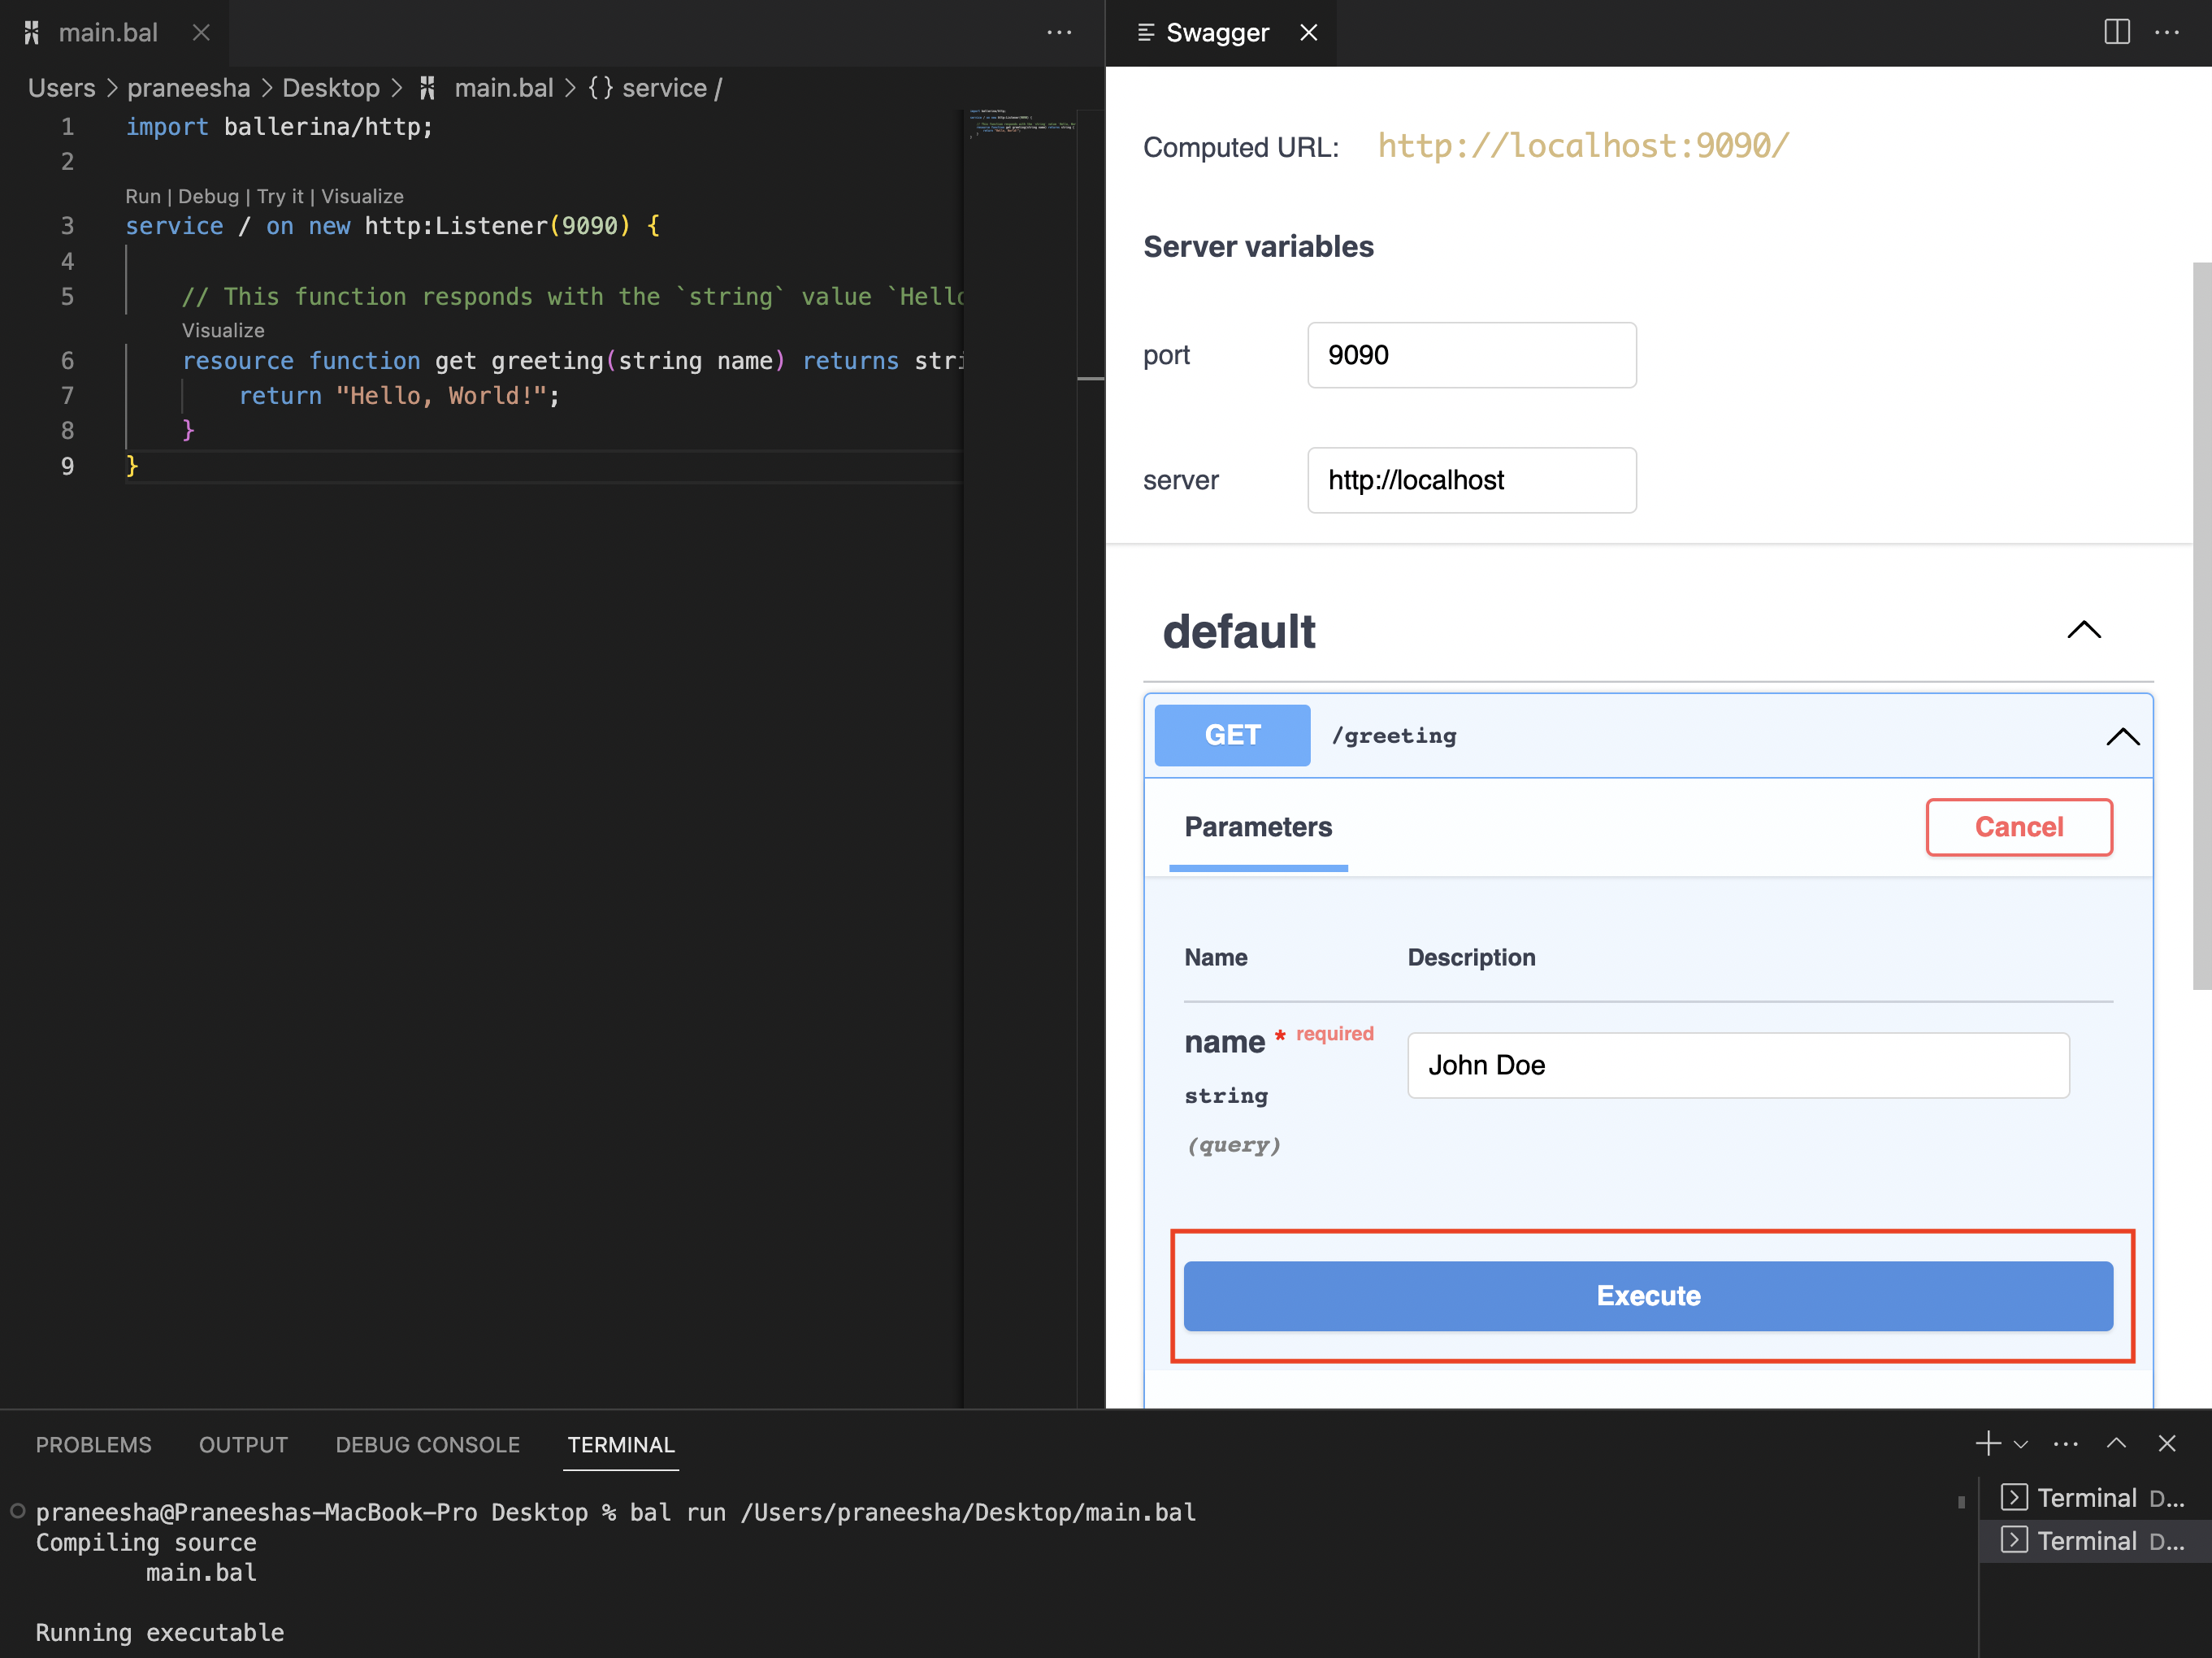 main.bal
Swagger
Users > praneesha > Desktop > main.bal > {} service /
1 import ballerina/http;
2
Run | Debug | Try it | Visualize
3 service / on new http:Listener(9090) {
4
5 // This function responds with the `string` value `Hello
Visualize
6 resource function get greeting(string name) returns stri
7 return "Hello, World!";
8 }
9 }
Computed URL: http://localhost:9090/
Server variables
port 9090
server http://localhost
default
GET /greeting
Parameters Cancel
Name Description
name * required
John Doe
string
(query)
Execute
PROBLEMS OUTPUT DEBUG CONSOLE TERMINAL
praneesha@Praneeshas-MacBook-Pro Desktop % bal run /Users/praneesha/Desktop/main.bal
Compiling source
main.bal
Running executable
Terminal D...
Terminal D...